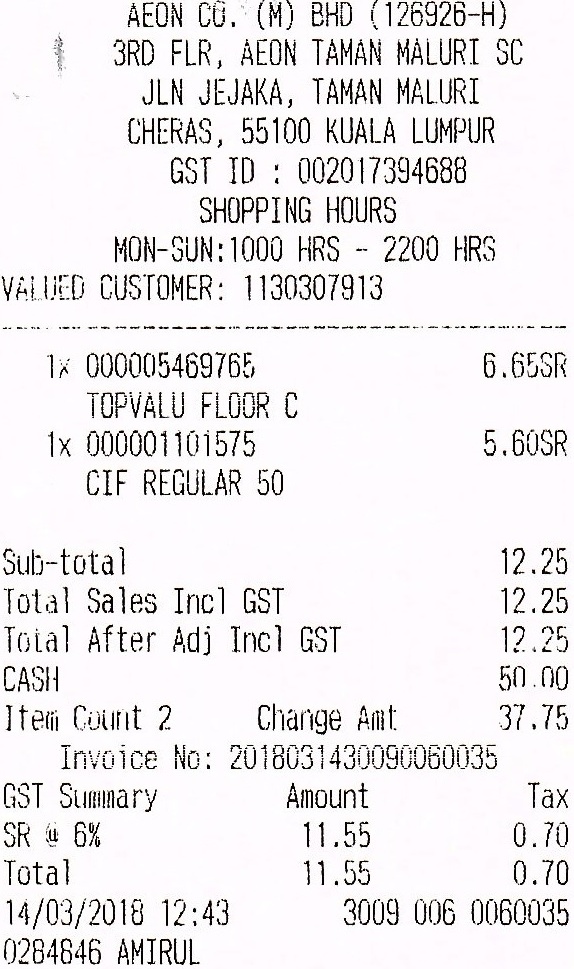 AEON CO. (M) BHD (126926-H)
3RD FLR, AEON TAMAN MALURI SC
JLN JEJAKA, TAMAN MALURI
CHERAS, 55100 KUALA LUMPUR
GST ID : 002017394688
SHOPPING HOURS
MON-SUN:1000 HRS - 2200 HRS
VALUED CUSTOMER: 1130307913
1x 000005469765 6.65SR
TOPVALU FLOOR C
1x 000001101575 5.60SR
CIF REGULAR 50
Sub-total 12.25
Total Sales Incl GST 12.25
Total After Adj Incl GST 12.25
CASH 50.00
Item Count 2 Change Amt 37.75
Invoice No: 2018031430090060035
GST Summary Amount Tax
SR @ 6% 11.55 0.70
Total 11.55 0.70
14/03/2018 12:43 3009 006 0060035
0284846 AMIRUL